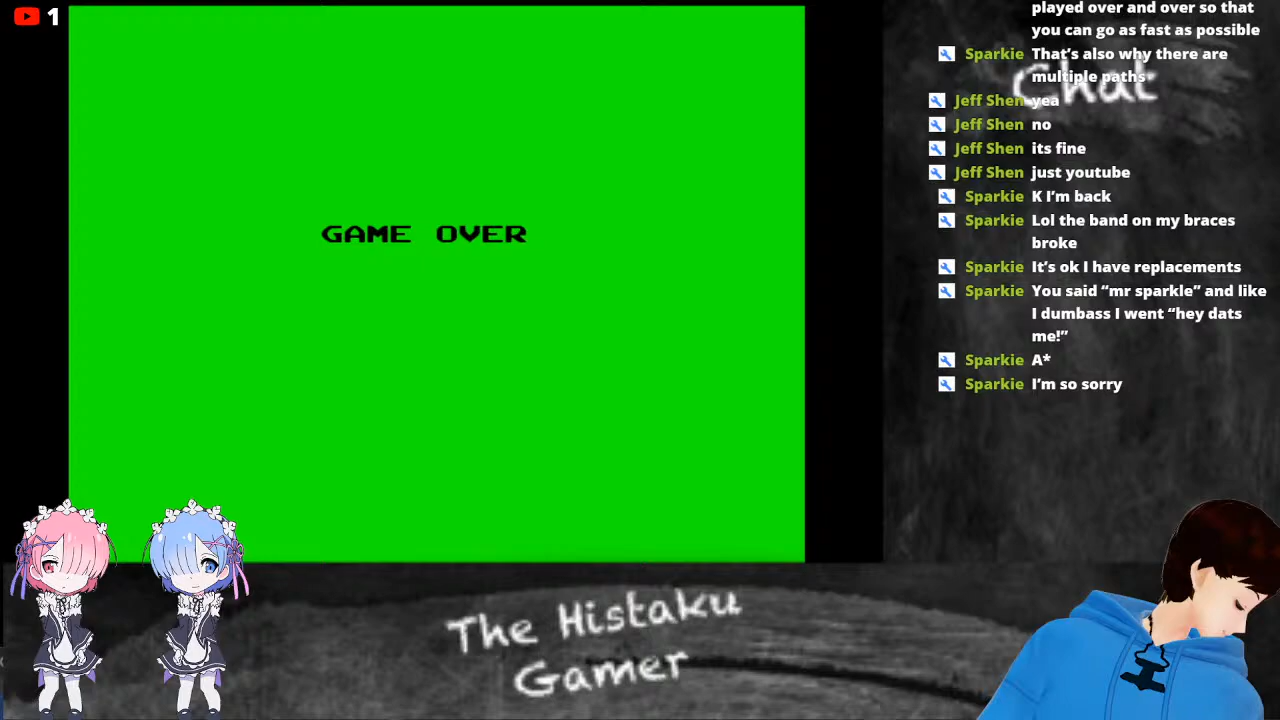 1
played over and over so that
you can go as fast as possible
Sparkie That’s also why there are
multiple paths
Chat
Jeff Shen yea
Jeff Shen no
Jeff Shen its fine
Jeff Shen just youtube
Sparkie K I’m back
Sparkie Lol the band on my braces
broke
Sparkie It’s ok I have replacements
Sparkie You said “mr sparkle” and like
I dumbass I went “hey dats
me!”
Sparkie A*
Sparkie I’m so sorry
GAME OVER
The Histaku
Gamer